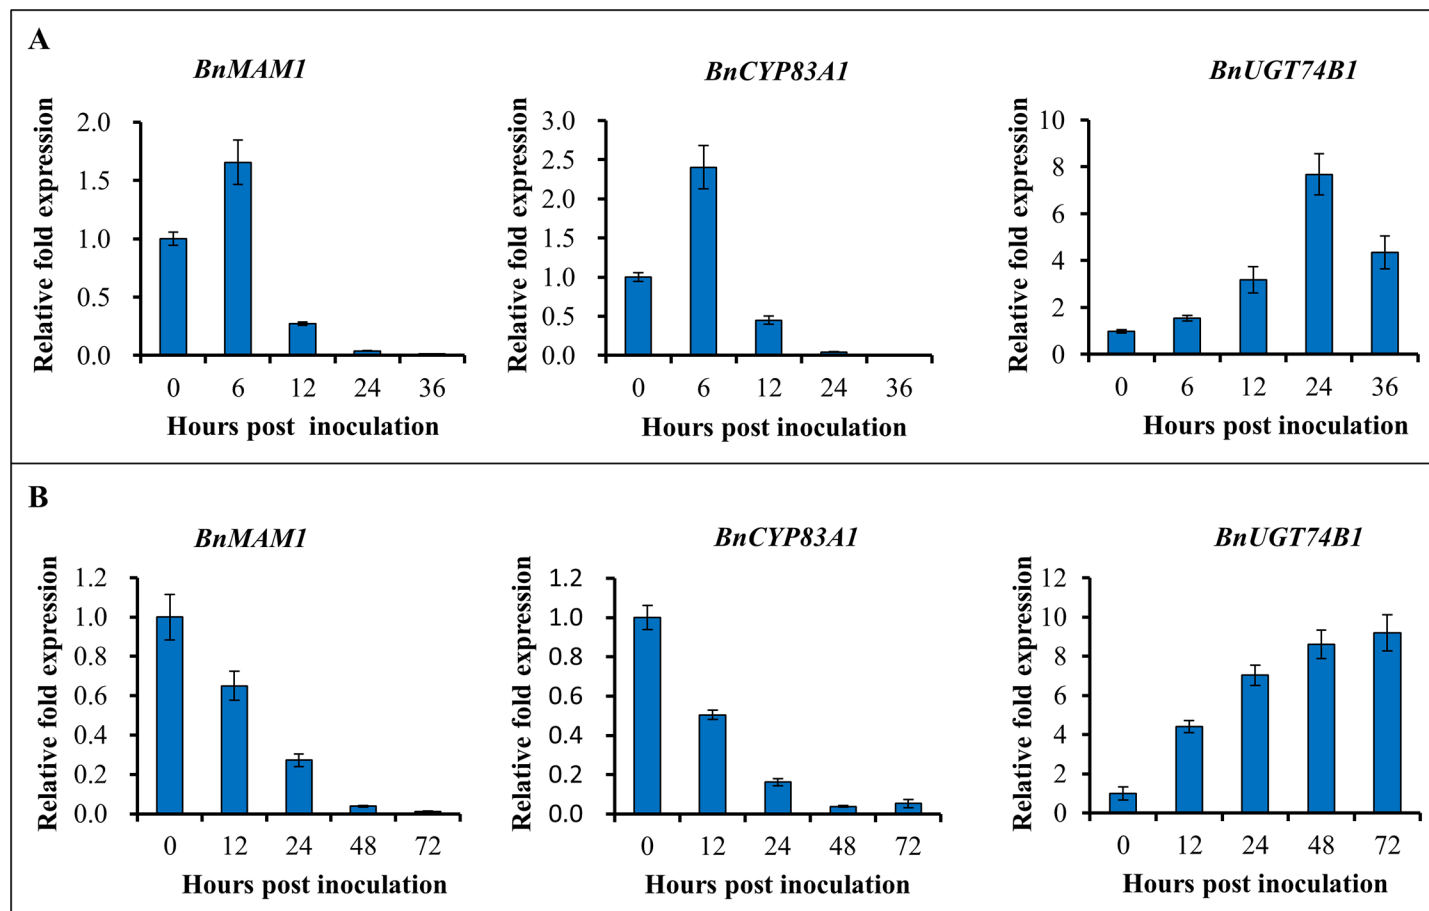 A
BnMAM1
Relative fold expression
2.0
1.5
1.0
0.5
0.0
0 6 12 24 36
Hours post inoculation
BnCYP83A1
Relative fold expression
3.0
2.5
2.0
1.5
1.0
0.5
0.0
0 6 12 24 36
Hours post inoculation
BnUGT74B1
Relative fold expression
10
8
6
4
2
0
0 6 12 24 36
Hours post inoculation
B
BnMAM1
Relative fold expression
1.2
1.0
0.8
0.6
0.4
0.2
0.0
0 12 24 48 72
Hours post inoculation
BnCYP83A1
Relative fold expression
1.2
1.0
0.8
0.6
0.4
0.2
0.0
0 12 24 48 72
Hours post inoculation
BnUGT74B1
Relative fold expression
12
10
8
6
4
2
0
0 12 24 48 72
Hours post inoculation